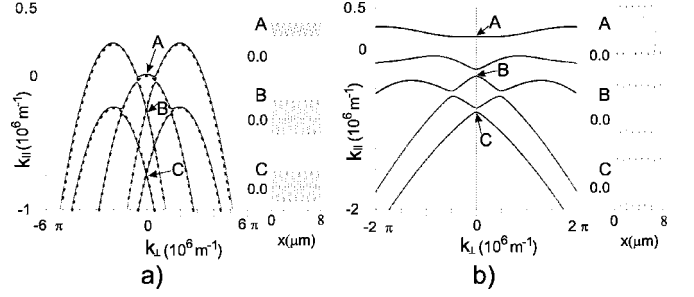 0.5
A
A
0.0
0
B
B
0.0
C
C
0.0
-1
-6 π
0
6 π
0
8
k∥ (10⁶ m⁻¹)
k⊥ (10⁶ m⁻¹)
x(μm)
a)
0.5
A
A
0.0
0
B
B
0.0
C
C
0.0
-2
-2 π
0
2 π
0
8
k∥ (10⁶ m⁻¹)
k⊥ (10⁶ m⁻¹)
x(μm)
b)